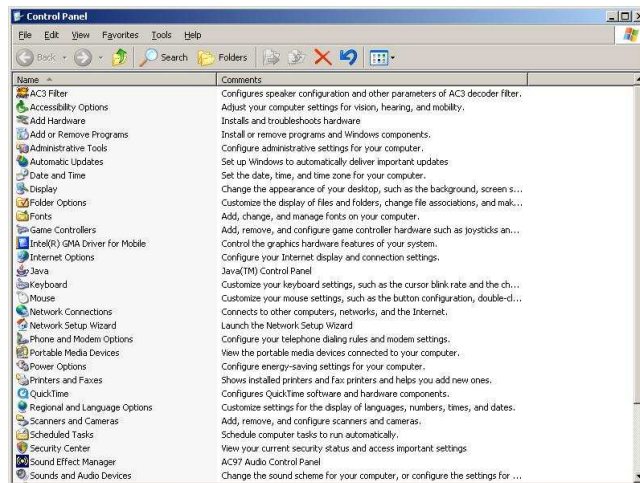 Control Panel
File Edit View Favorites Tools Help
Back Search Folders
Name Comments
AC3 Filter Configures speaker configuration and other parameters of AC3 decoder filter.
Accessibility Options Adjust your computer settings for vision, hearing, and mobility.
Add Hardware Installs and troubleshoots hardware
Add or Remove Programs Install or remove programs and Windows components.
Administrative Tools Configure administrative settings for your computer.
Automatic Updates Set up Windows to automatically deliver important updates
Date and Time Set the date, time, and time zone for your computer.
Display Change the appearance of your desktop, such as the background, screen s...
Folder Options Customize the display of files and folders, change file associations, and mak...
Fonts Add, change, and manage fonts on your computer.
Game Controllers Add, remove, and configure game controller hardware such as joysticks an...
Intel(R) GMA Driver for Mobile Control the graphics hardware features of your system.
Internet Options Configure your Internet display and connection settings.
Java Java(TM) Control Panel
Keyboard Customize your keyboard settings, such as the cursor blink rate and the ch...
Mouse Customize your mouse settings, such as the button configuration, double-cl...
Network Connections Connects to other computers, networks, and the Internet.
Network Setup Wizard Launch the Network Setup Wizard
Phone and Modem Options Configure your telephone dialing rules and modem settings.
Portable Media Devices View the portable media devices connected to your computer.
Power Options Configure energy-saving settings for your computer.
Printers and Faxes Shows installed printers and fax printers and helps you add new ones.
QuickTime Configures QuickTime software and hardware components.
Regional and Language Options Customize settings for the display of languages, numbers, times, and dates.
Scanners and Cameras Add, remove, and configure scanners and cameras.
Scheduled Tasks Schedule computer tasks to run automatically.
Security Center View your current security status and access important settings
Sound Effect Manager AC97 Audio Control Panel
Sounds and Audio Devices Change the sound scheme for your computer, or configure the settings for ...